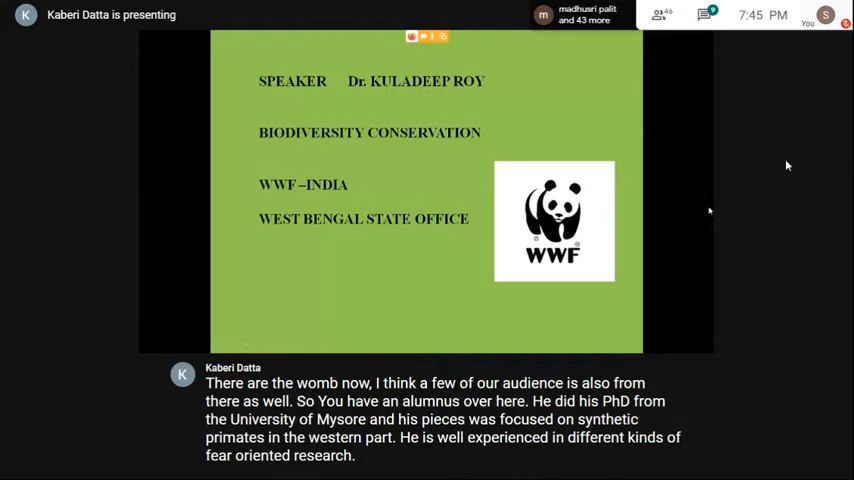 K Kaberi Datta is presenting
m madhusri palit
and 43 more
46
9
7:45 PM
You
S
SPEAKER Dr. KULADEEP ROY
BIODIVERSITY CONSERVATION
WWF –INDIA
WEST BENGAL STATE OFFICE
WWF
K
Kaberi Datta
There are the womb now, I think a few of our audience is also from
there as well. So You have an alumnus over here. He did his PhD from
the University of Mysore and his pieces was focused on synthetic
primates in the western part. He is well experienced in different kinds of
fear oriented research.